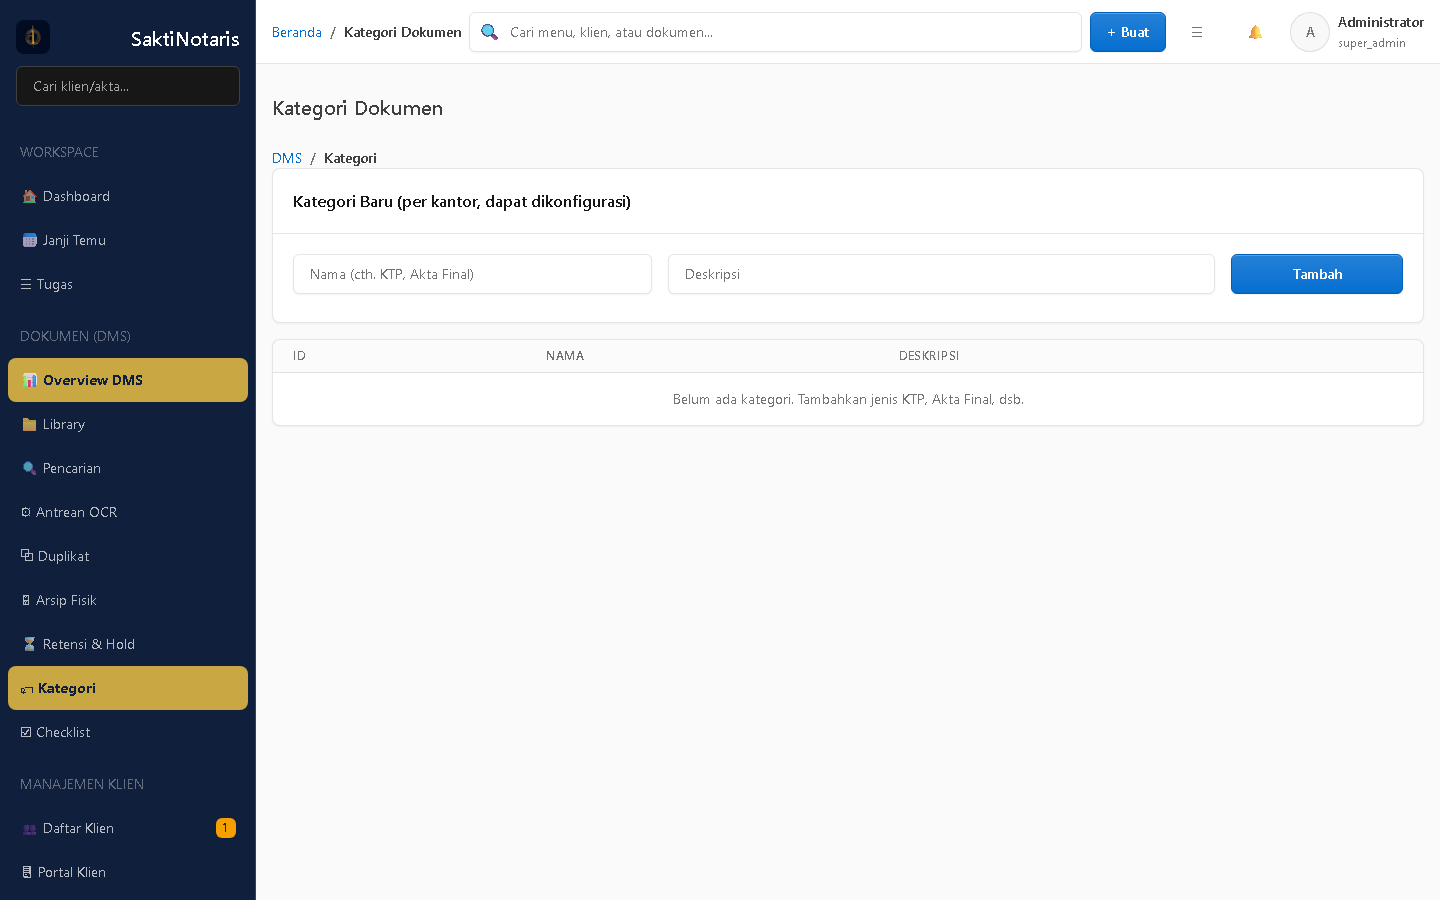 SaktiNotaris
Cari klien/akta...
WORKSPACE
Dashboard
Janji Temu
Tugas
DOKUMEN (DMS)
Overview DMS
Library
Pencarian
Antrean OCR
Duplikat
Arsip Fisik
Retensi & Hold
Kategori
Checklist
MANAJEMEN KLIEN
Daftar Klien 1
Portal Klien
Beranda / Kategori Dokumen
Cari menu, klien, atau dokumen...
+ Buat
A
Administrator
super_admin
Kategori Dokumen
DMS / Kategori
Kategori Baru (per kantor, dapat dikonfigurasi)
Nama (cth. KTP, Akta Final)
Deskripsi
Tambah
ID NAMA DESKRIPSI
Belum ada kategori. Tambahkan jenis KTP, Akta Final, dsb.